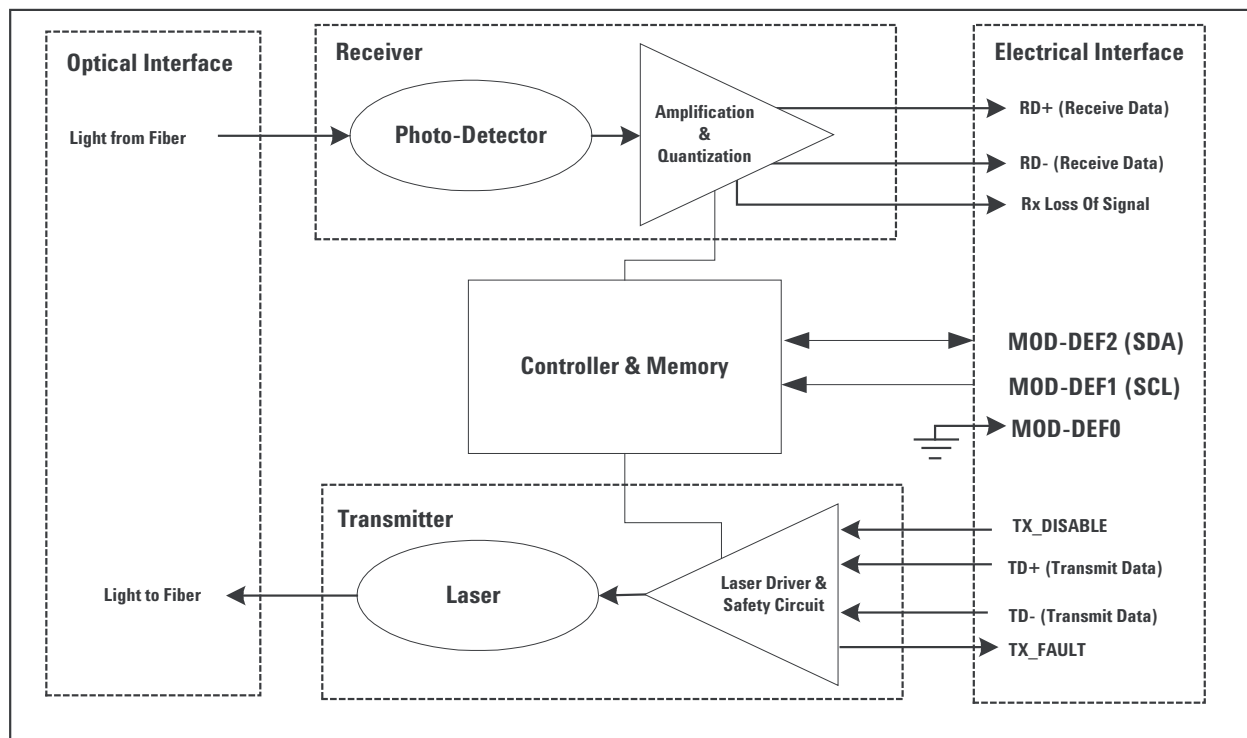 Optical Interface
Light from Fiber
Light to Fiber
Receiver
Photo-Detector
Amplification
&
Quantization
Controller & Memory
Transmitter
Laser
Laser Driver &
Safety Circuit
Electrical Interface
RD+ (Receive Data)
RD- (Receive Data)
Rx Loss Of Signal
MOD-DEF2 (SDA)
MOD-DEF1 (SCL)
MOD-DEF0
TX_DISABLE
TD+ (Transmit Data)
TD- (Transmit Data)
TX_FAULT